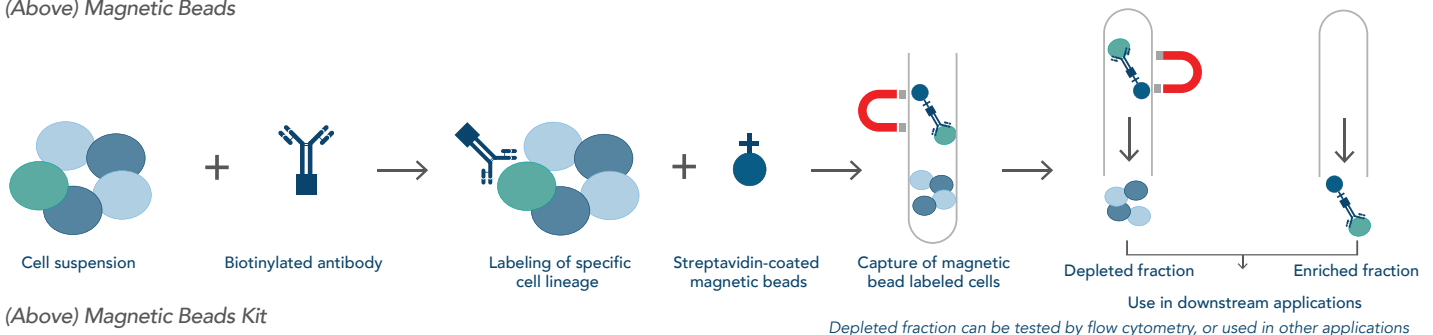 (Above) Magnetic Beads
Cell suspension
Biotinylated antibody
Labeling of specific
cell lineage
Streptavidin-coated
magnetic beads
Capture of magnetic
bead labeled cells
Depleted fraction
Enriched fraction
Use in downstream applications
(Above) Magnetic Beads Kit
Depleted fraction can be tested by flow cytometry, or used in other applications